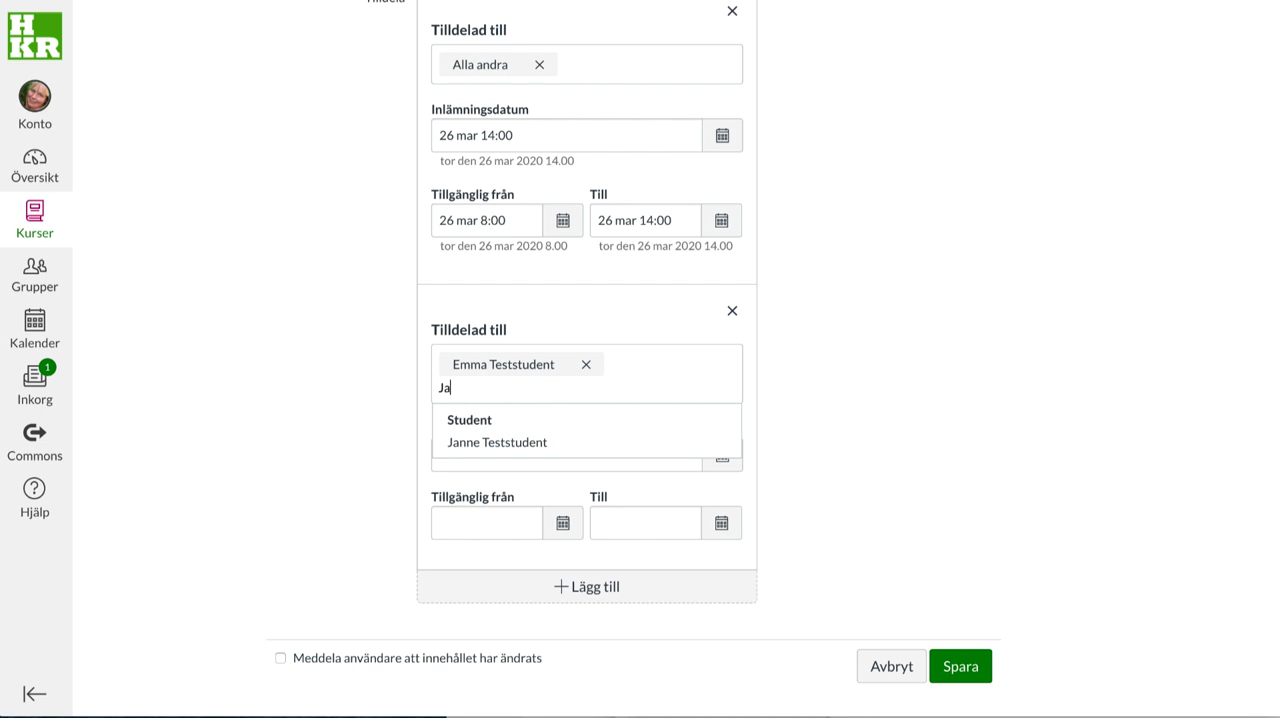 HKR
Konto
Översikt
Kurser
Grupper
Kalender
1
Inkorg
Commons
Hjälp
Tilldelad till
Alla andra
Inlämningsdatum
26 mar 14:00
tor den 26 mar 2020 14.00
Tillgänglig från Till
26 mar 8:00 26 mar 14:00
tor den 26 mar 2020 8.00 tor den 26 mar 2020 14.00
Tilldelad till
Emma Teststudent
Ja
Student
Janne Teststudent
Tillgänglig från Till
Lägg till
Meddela användare att innehållet har ändrats
Avbryt Spara